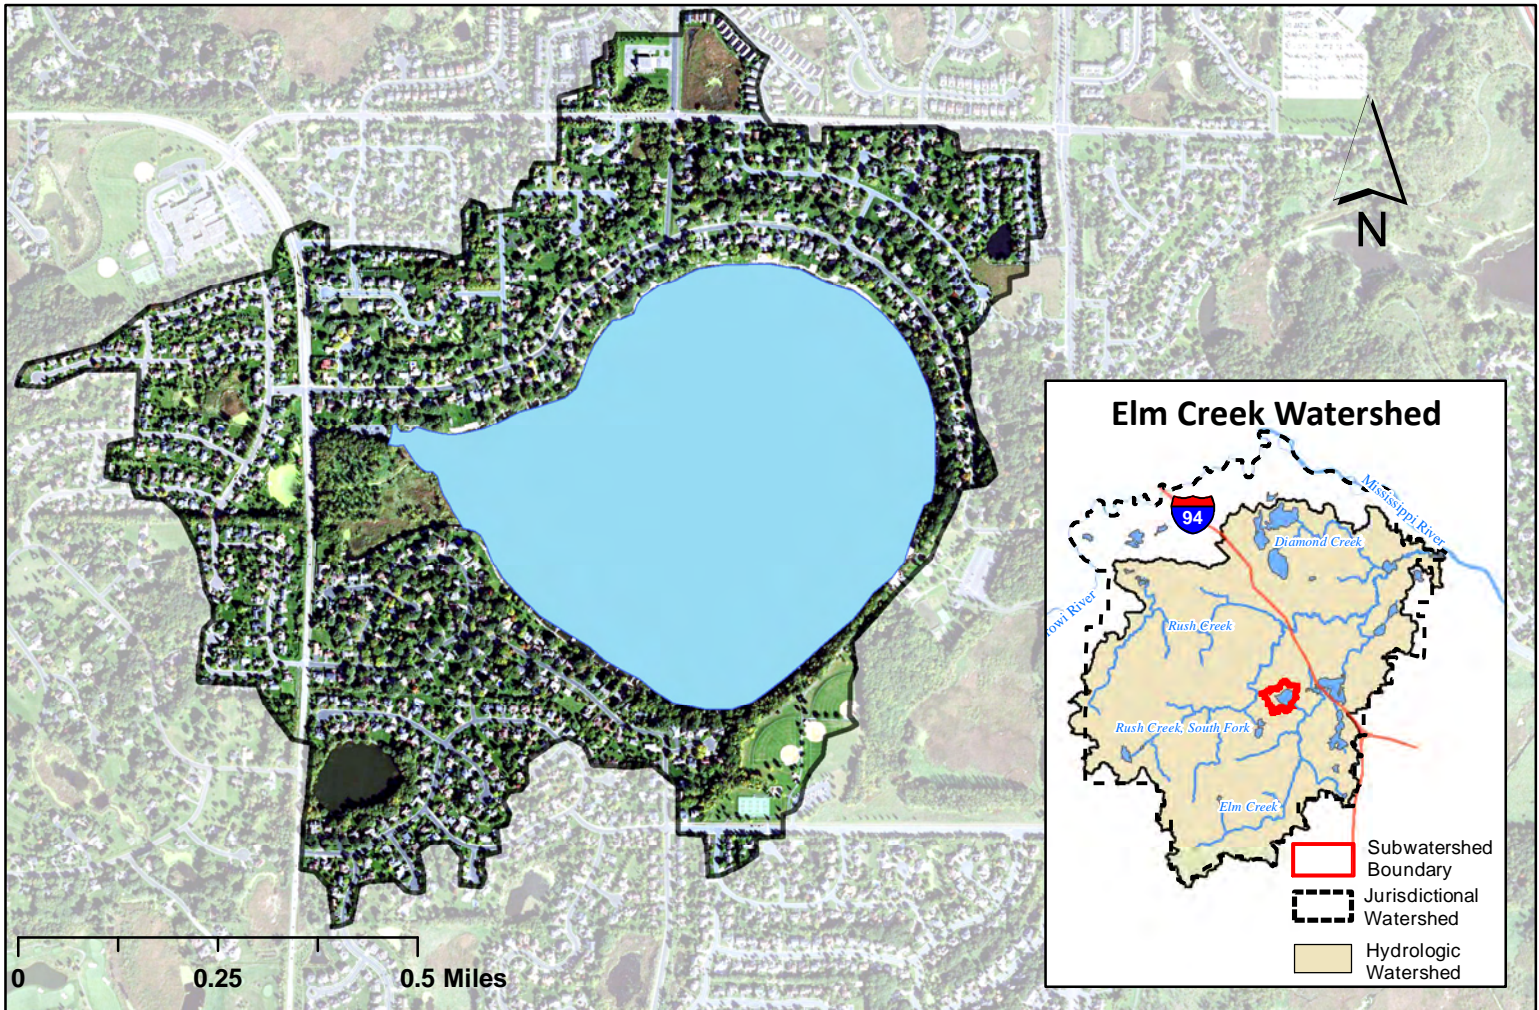 N
Elm Creek Watershed
94
Mississippi River
Diamond Creek
rowi River
Rush Creek
Rush Creek, South Fork
Elm Creek
Subwatershed
Boundary
Jurisdictional
Watershed
Hydrologic
Watershed
0
0.25
0.5 Miles